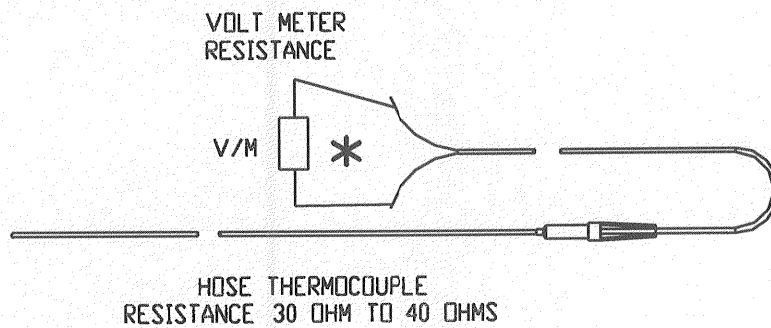 VOLT METER
RESISTANCE
V/M *
HOSE THERMOCOUPLE
RESISTANCE 30 OHM TO 40 OHMS